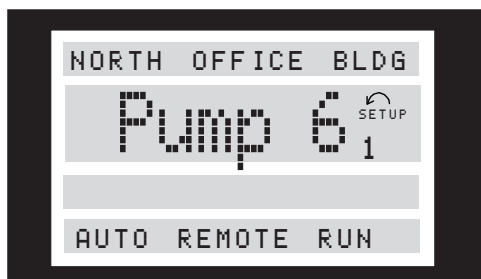 NORTH OFFICE BLDG
Pump 6
SETUP
1
AUTO REMOTE RUN